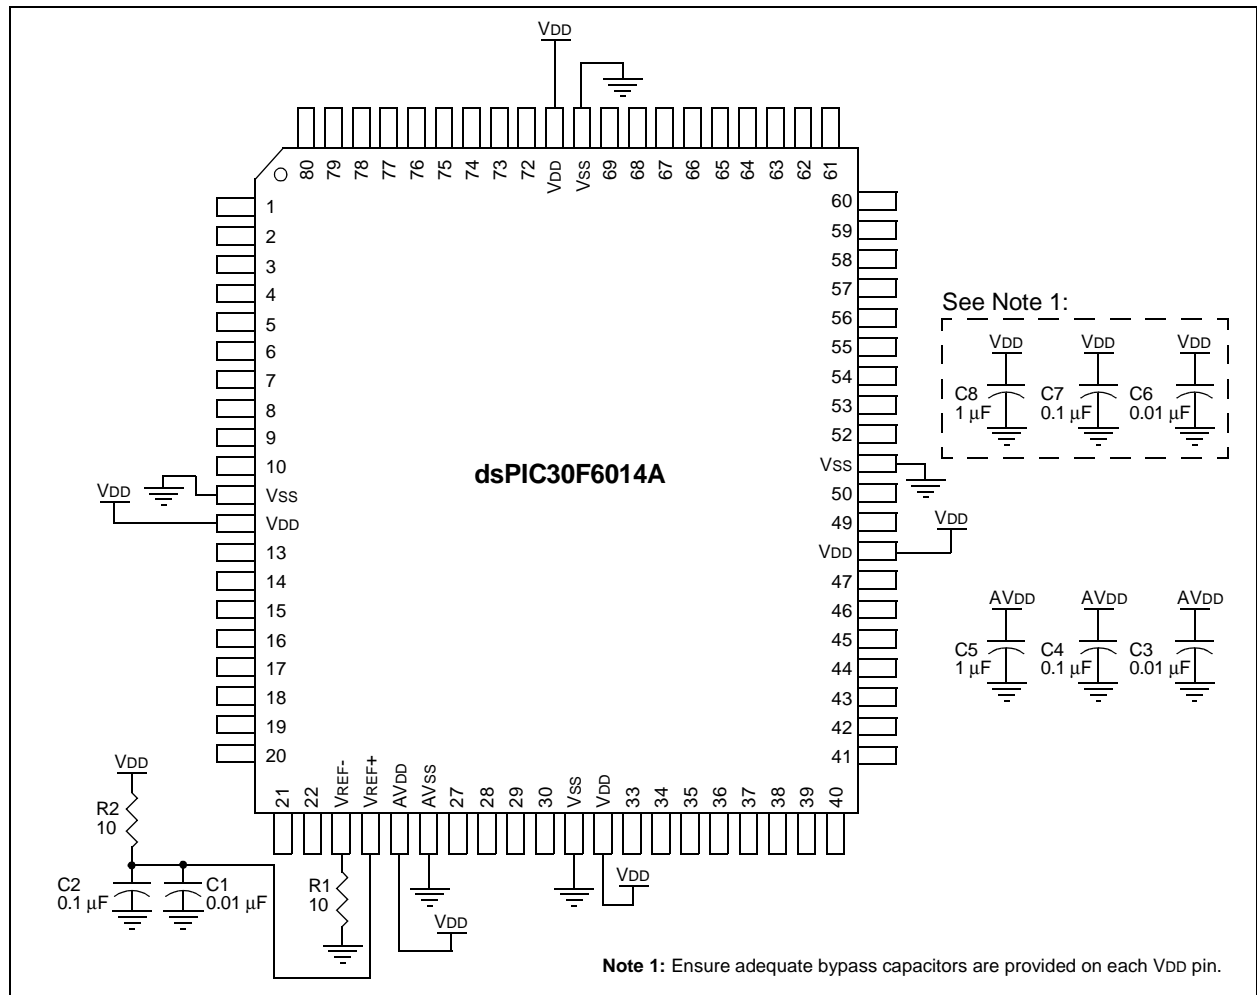 VDD
80 79 78 77 76 75 74 73 72 VDD VSS 69 68 67 66 65 64 63 62 61
1
2
3
4
5
6
7
8
9
10
VSS
VDD
13
14
15
16
17
18
19
20
VDD
dsPIC30F6014A
60
59
58
57
56
55
54
53
52
VSS
50
49
VDD
47
46
45
44
43
42
41
VDD
See Note 1:
VDD VDD VDD
C8 C7 C6
1 µF 0.1 µF 0.01 µF
AVDD AVDD AVDD
C5 C4 C3
1 µF 0.1 µF 0.01 µF
21 22 VREF- VREF+ AVDD AVSS 27 28 29 30 VSS VDD 33 34 35 36 37 38 39 40
VDD
R2
10
C2
0.1 µF
C1
0.01 µF
R1
10
VDD
VDD
Note 1: Ensure adequate bypass capacitors are provided on each VDD pin.